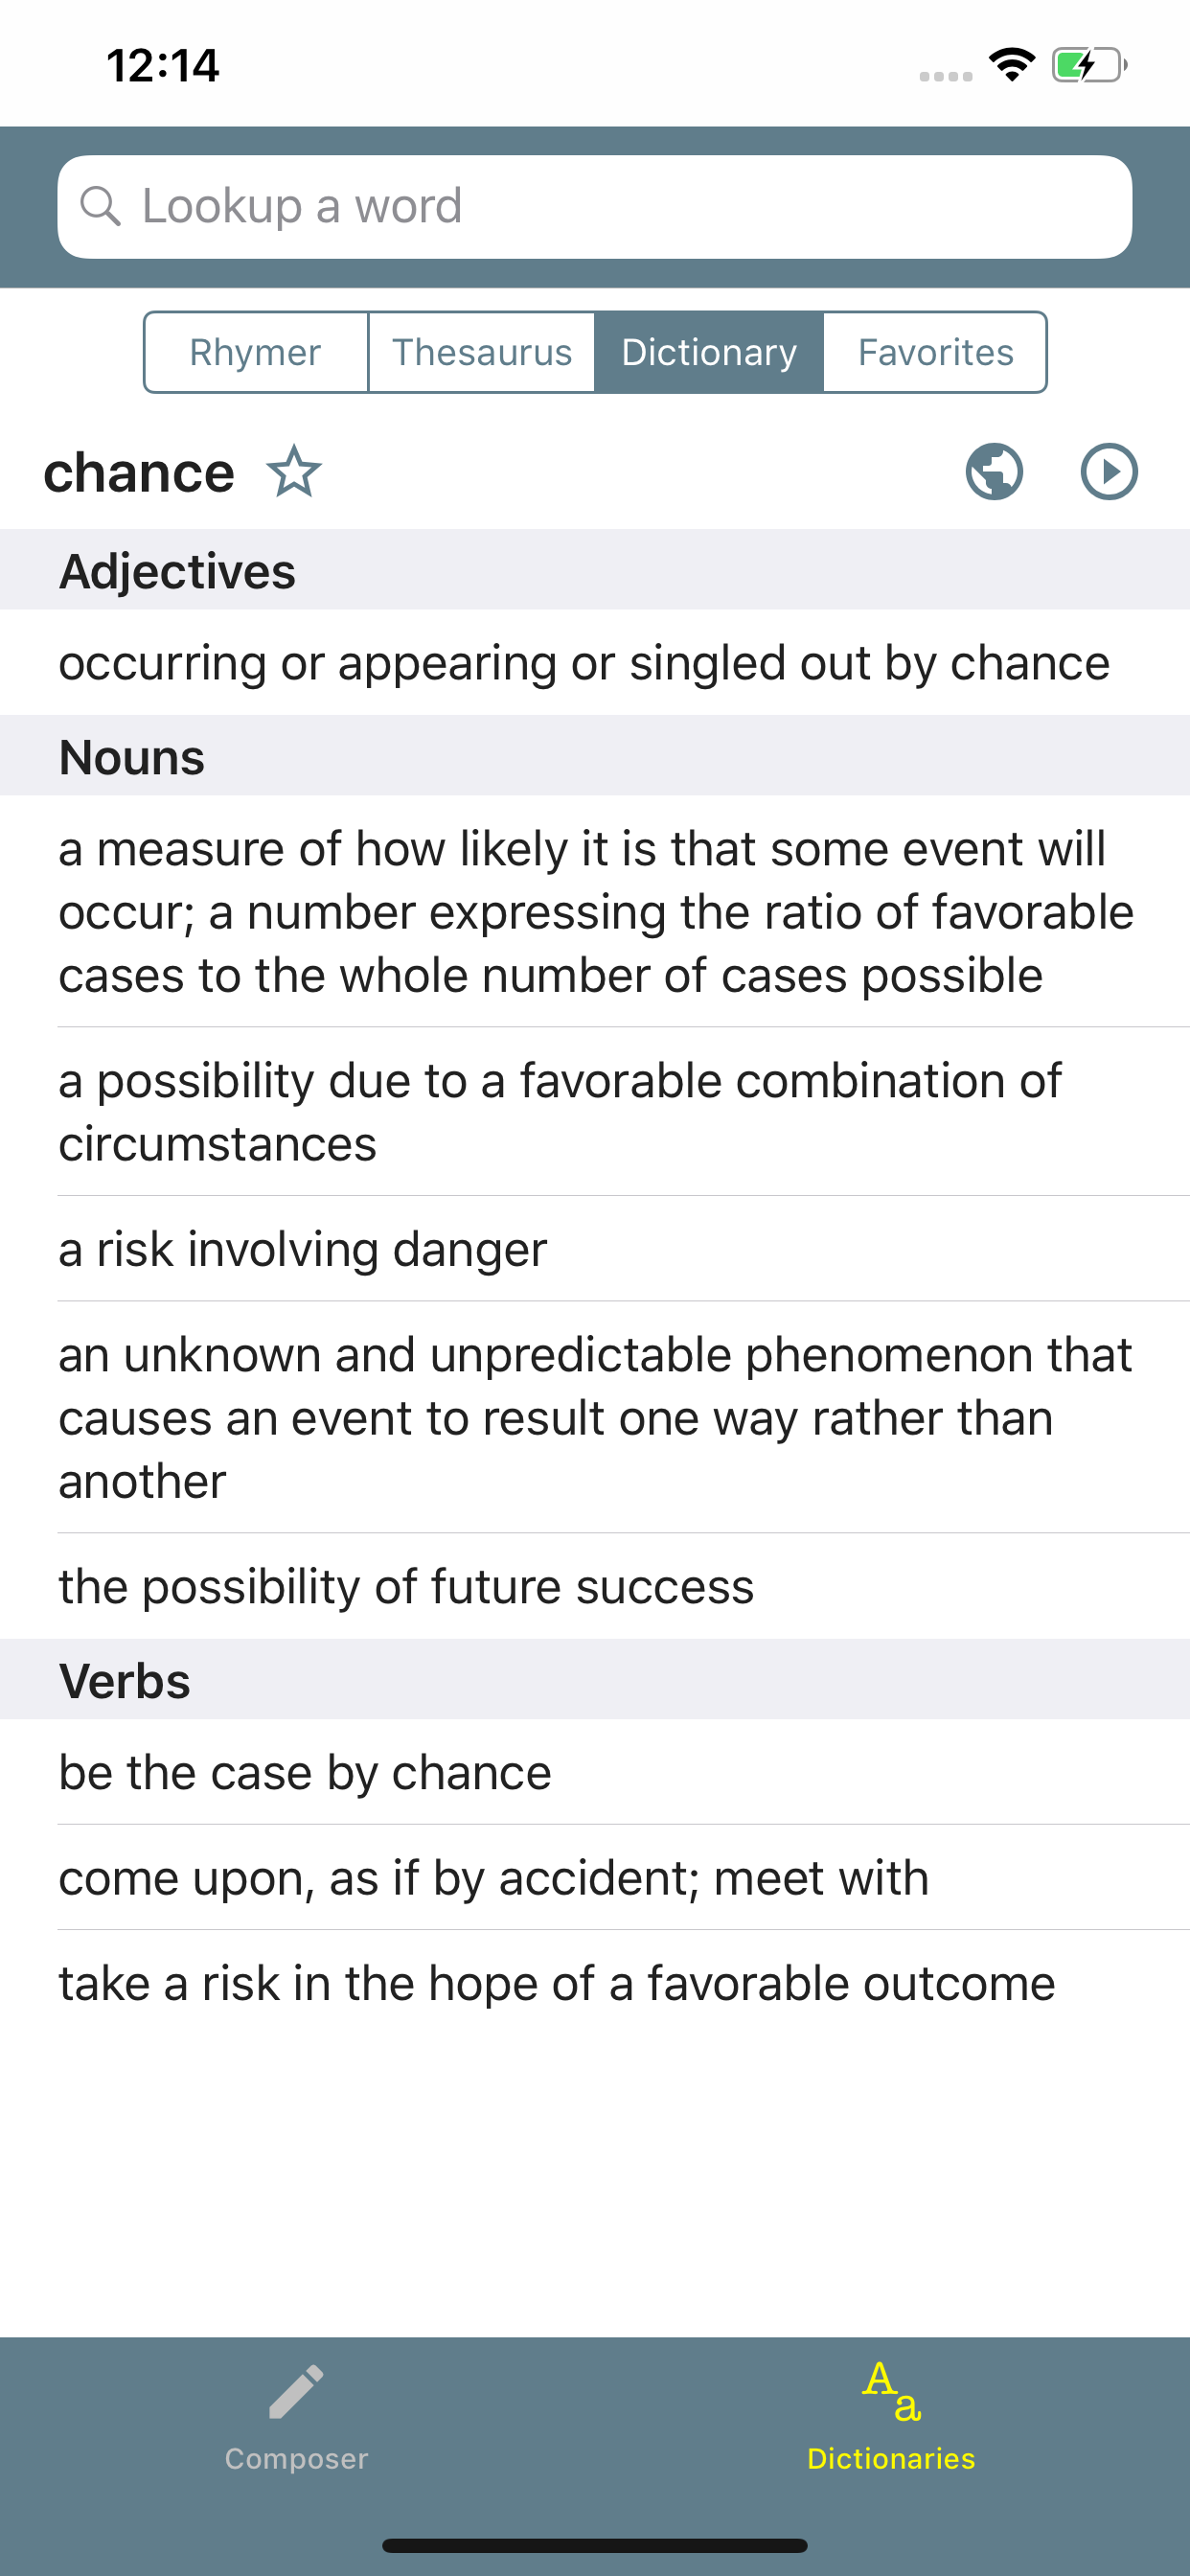 12:14
Lookup a word
Rhymer Thesaurus Dictionary Favorites
chance
Adjectives
occurring or appearing or singled out by chance
Nouns
a measure of how likely it is that some event will
occur; a number expressing the ratio of favorable
cases to the whole number of cases possible
a possibility due to a favorable combination of
circumstances
a risk involving danger
an unknown and unpredictable phenomenon that
causes an event to result one way rather than
another
the possibility of future success
Verbs
be the case by chance
come upon, as if by accident; meet with
take a risk in the hope of a favorable outcome
Aa
Composer Dictionaries